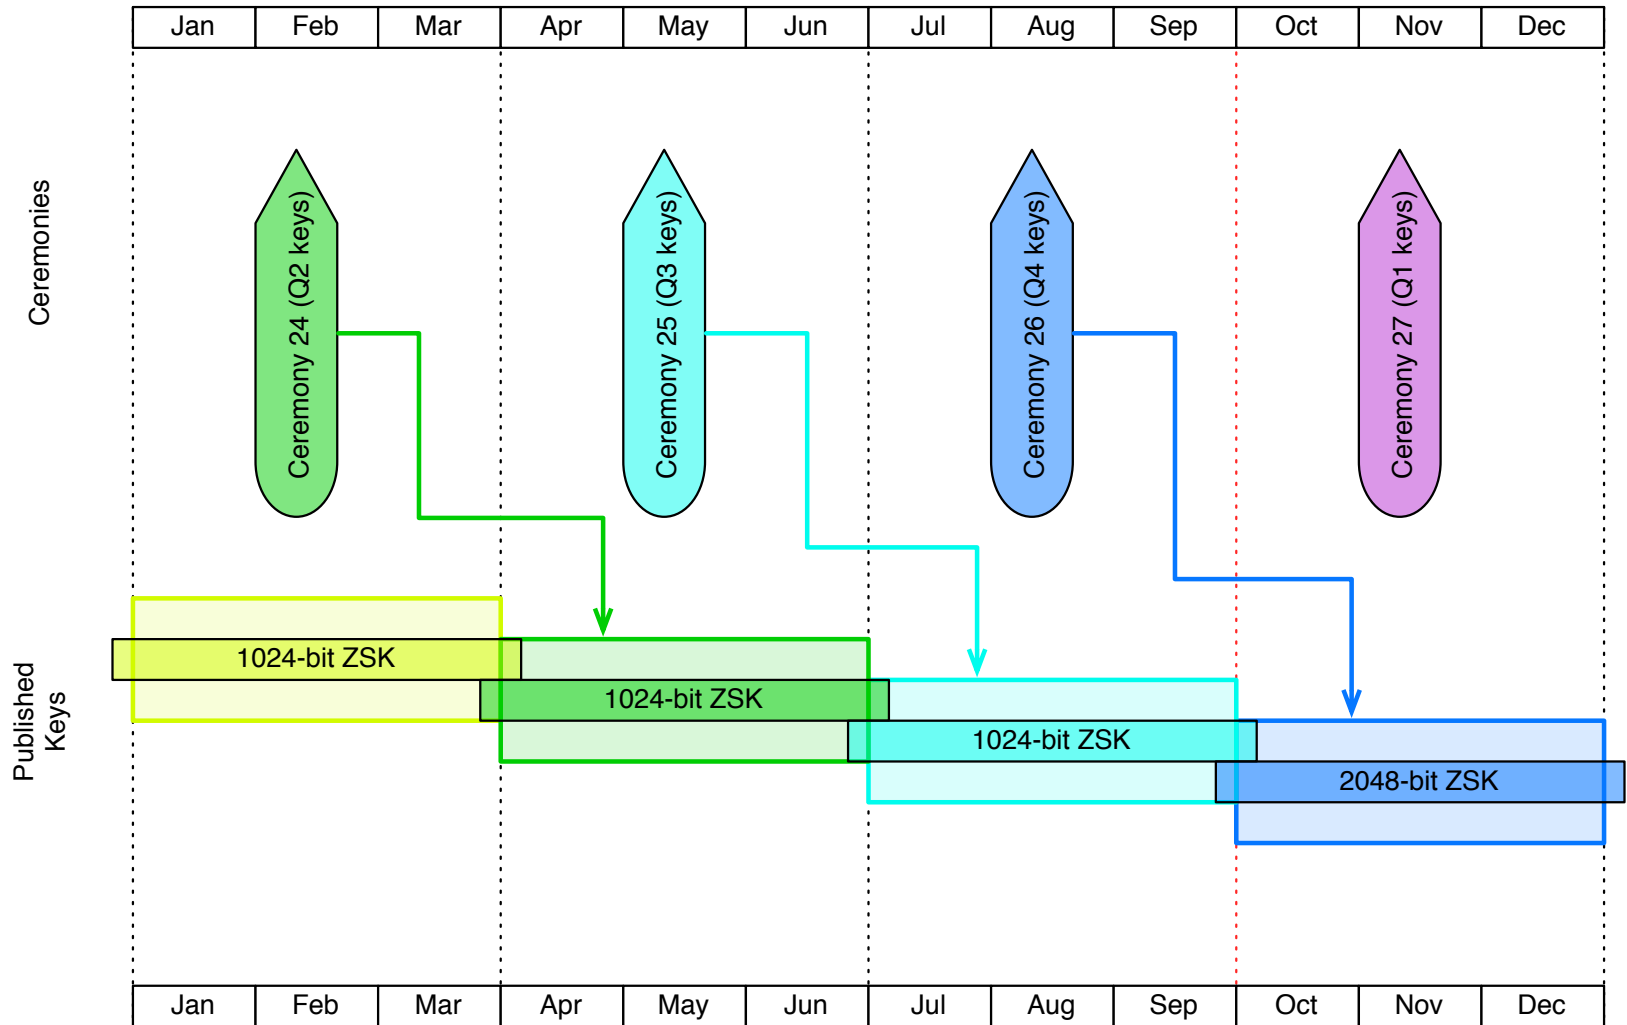 Jan Feb Mar Apr May Jun Jul Aug Sep Oct Nov Dec
Ceremonies
Ceremony 24 (Q2 keys)
Ceremony 25 (Q3 keys)
Ceremony 26 (Q4 keys)
Ceremony 27 (Q1 keys)
Published
Keys
1024-bit ZSK
1024-bit ZSK
1024-bit ZSK
2048-bit ZSK
Jan Feb Mar Apr May Jun Jul Aug Sep Oct Nov Dec